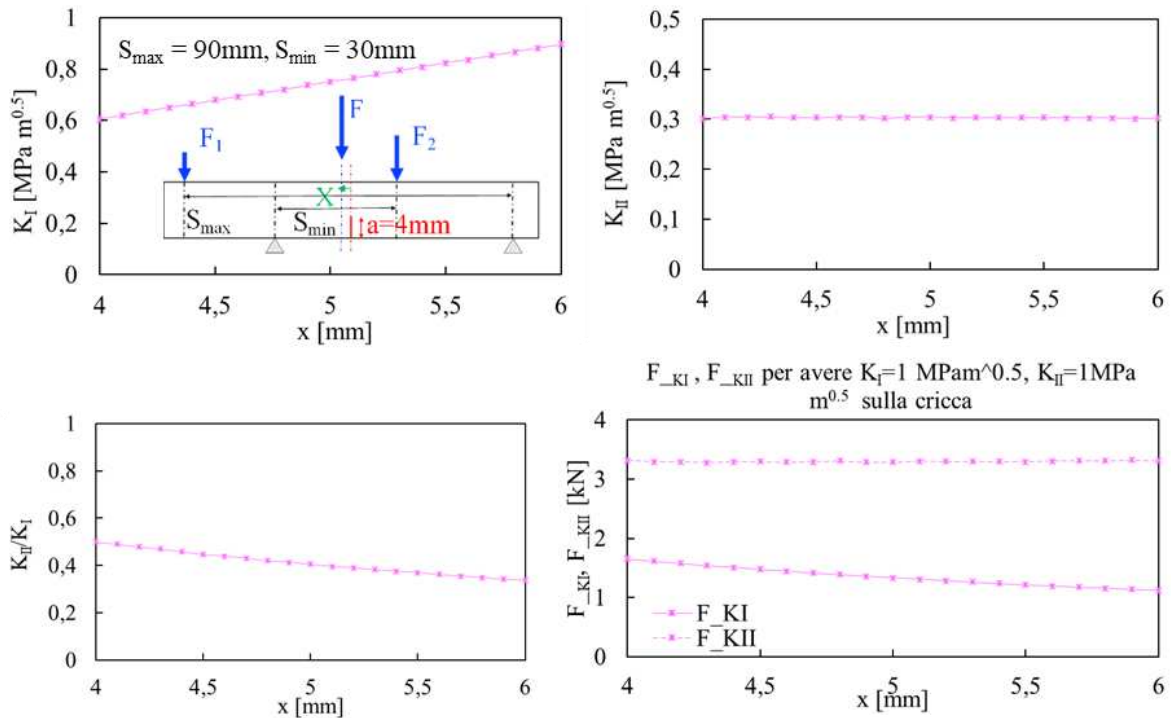 S_max = 90mm, S_min = 30mm
K_I [MPa m^0.5]
1
0,8
0,6
0,4
0,2
0
F_1
F
F_2
X
S_max
S_min
a=4mm
4
4,5
5
5,5
6
x [mm]
K_II [MPa m^0.5]
0,5
0,4
0,3
0,2
0,1
0
4
4,5
5
5,5
6
x [mm]
K_II/K_I
1
0,8
0,6
0,4
0,2
0
4
4,5
5
5,5
6
x [mm]
F_KI , F_KII per avere K_I=1 MPam^0.5, K_II=1MPa
m^0.5 sulla cricca
F_KI, F_KII [kN]
4
3
2
1
0
F_KI
F_KII
4
4,5
5
5,5
6
x [mm]